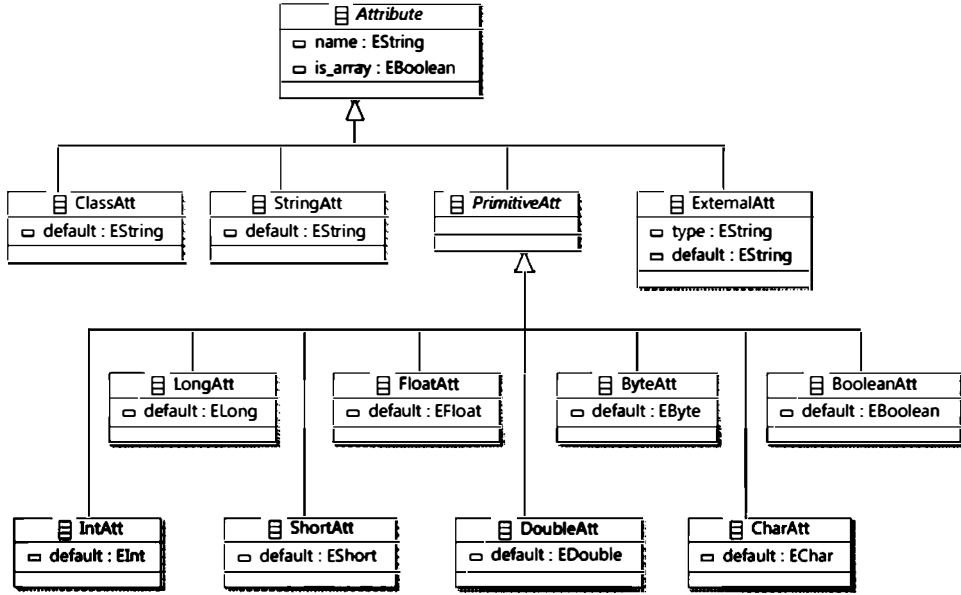 Attribute
name : EString
is_array : EBoolean
ClassAtt
default : EString
StringAtt
default : EString
PrimitiveAtt
ExternalAtt
type : EString
default : EString
LongAtt
default : ELong
FloatAtt
default : EFloat
ByteAtt
default : EByte
BooleanAtt
default : EBoolean
IntAtt
default : EInt
ShortAtt
default : EShort
DoubleAtt
default : EDouble
CharAtt
default : EChar